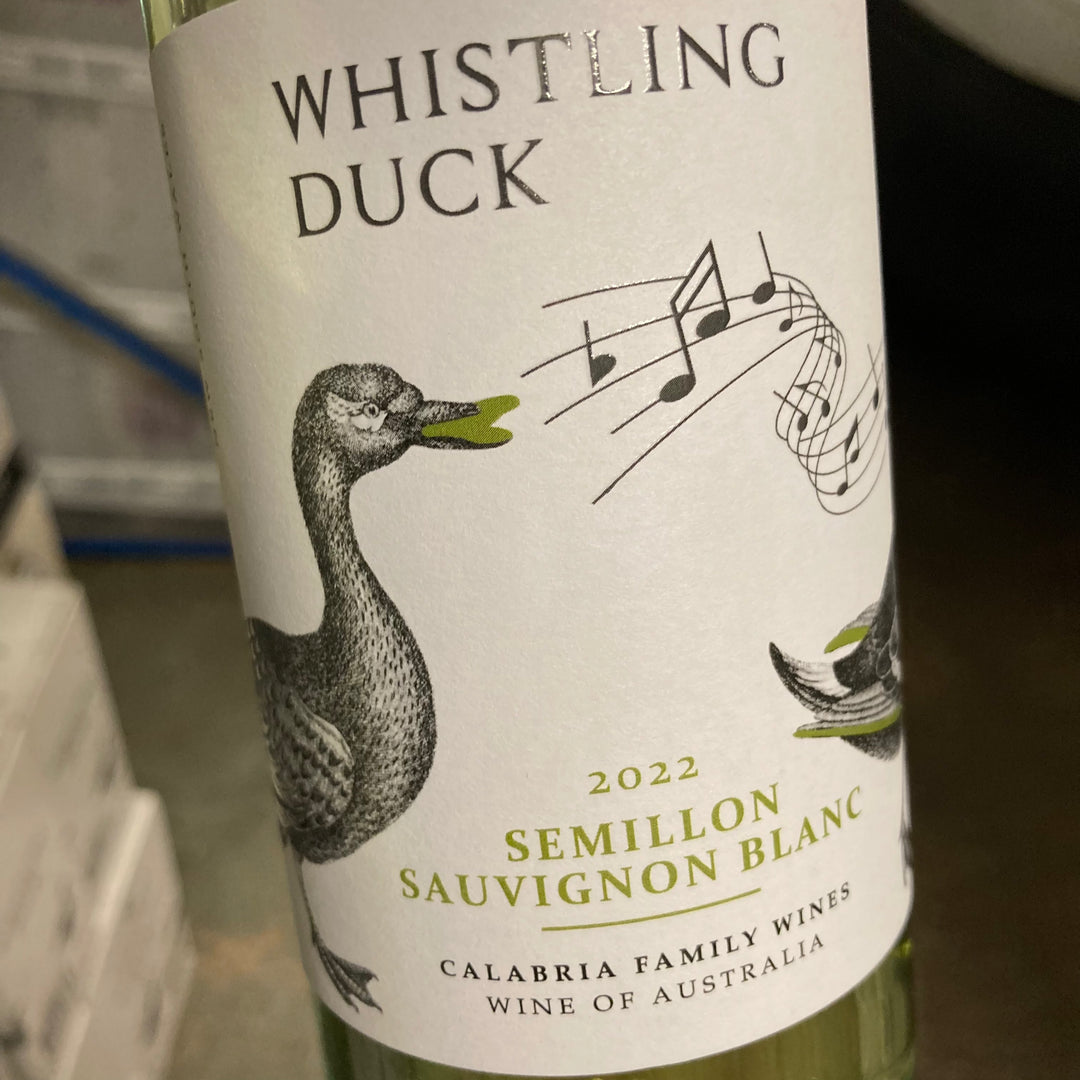 WHISTLING
DUCK
2022
SEMILLON
SAUVIGNON BLANC
CALABRIA FAMILY WINES
WINE OF AUSTRALIA